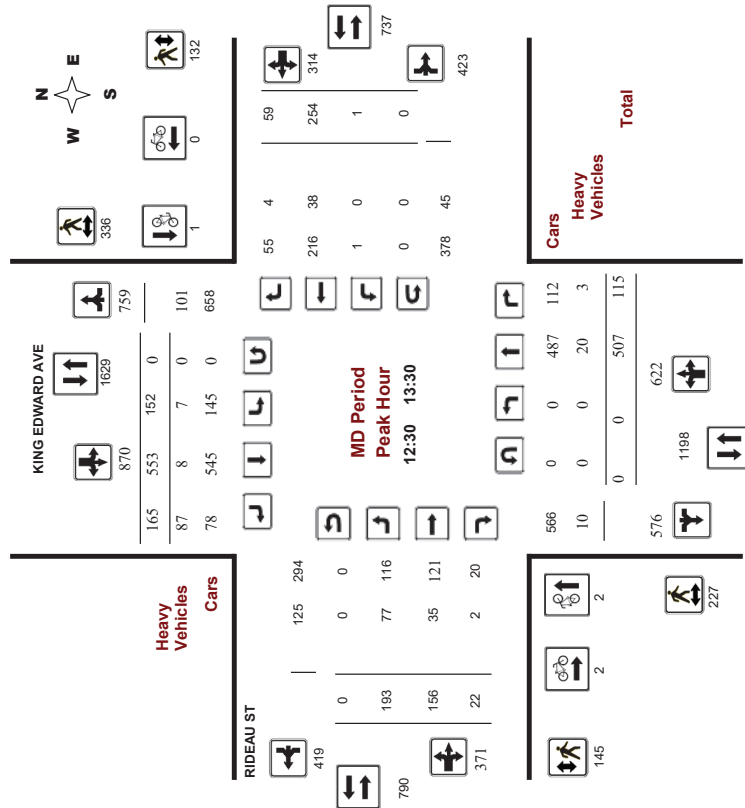 KING EDWARD AVE
N
W E
S
336
132
1
0
870
1629
759
165 553 152 0
87 8 7 0 101
78 545 145 0 658
Heavy
Vehicles
Cars
RIDEAU ST
419
790
371
125 294
0 0 0
193 77 116
156 35 121
22 2 20
MD Period
Peak Hour
12:30 13:30
55 4 59
216 38 254
1 0 1
0 0 0
378 45
314
737
423
566 0 0 487 112 Cars
10 0 0 20 3 Heavy
Vehicles
0 0 507 115 Total
576
1198
622
2
2
145
227